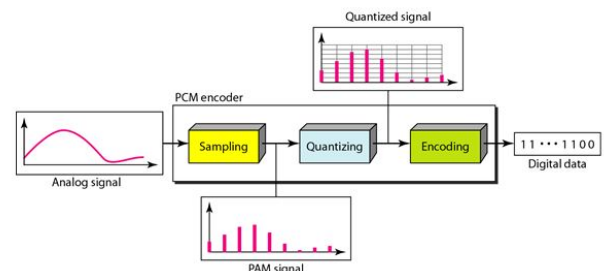 Quantized signal
PCM encoder
Sampling
Quantizing
Encoding
11 ··· 1100
Analog signal
Digital data
PAM signal